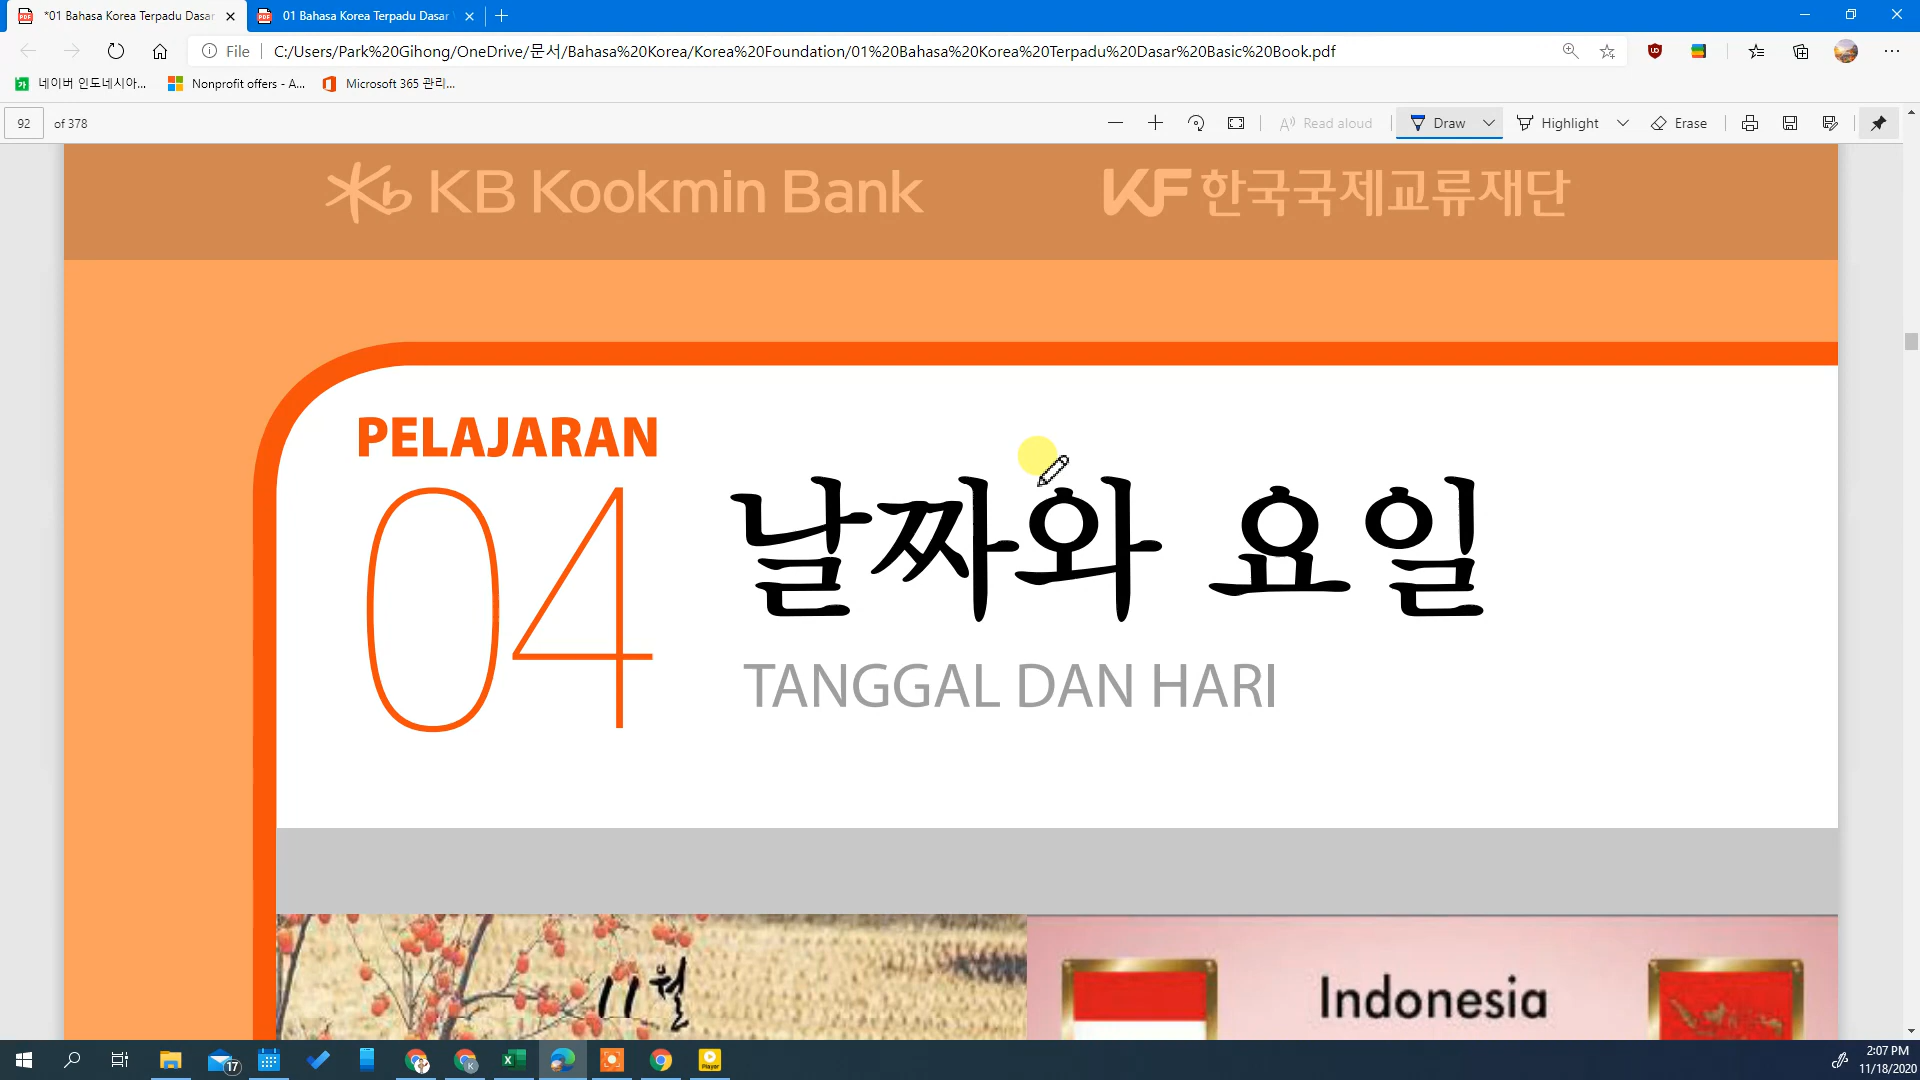 *01 Bahasa Korea Terpadu Dasar
01 Bahasa Korea Terpadu Dasar
File
C:/Users/Park%20Gihong/OneDrive/문서/Bahasa%20Korea/Korea%20Foundation/01%20Bahasa%20Korea%20Terpadu%20Dasar%20Basic%20Book.pdf
네이버 인도네시아...
Nonprofit offers - A...
Microsoft 365 관리...
92 of 378
Read aloud
Draw
Highlight
Erase
KB Kookmin Bank
KF 한국국제교류재단
PELAJARAN
04
날짜와 요일
TANGGAL DAN HARI
11월
Indonesia
17
Player
2:07 PM
11/18/2020